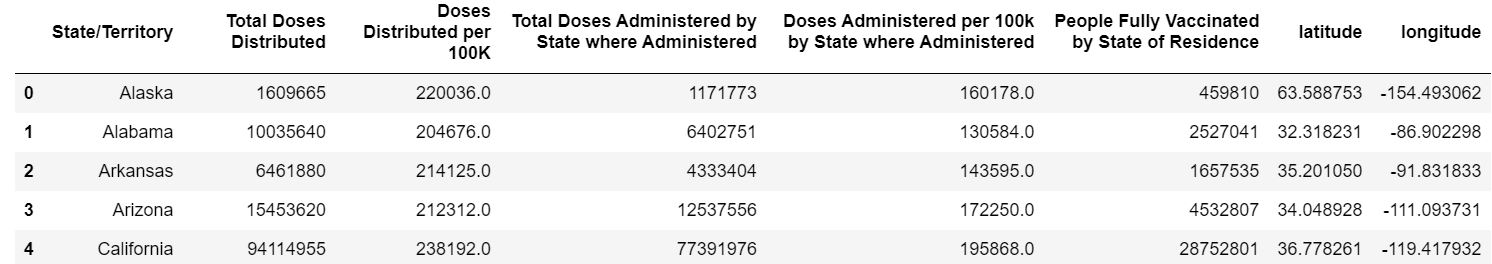 State/Territory Total Doses Distributed Doses Distributed per 100K Total Doses Administered by State where Administered Doses Administered per 100k by State where Administered People Fully Vaccinated by State of Residence latitude longitude
0 Alaska 1609665 220036.0 1171773 160178.0 459810 63.588753 -154.493062
1 Alabama 10035640 204676.0 6402751 130584.0 2527041 32.318231 -86.902298
2 Arkansas 6461880 214125.0 4333404 143595.0 1657535 35.201050 -91.831833
3 Arizona 15453620 212312.0 12537556 172250.0 4532807 34.048928 -111.093731
4 California 94114955 238192.0 77391976 195868.0 28752801 36.778261 -119.417932